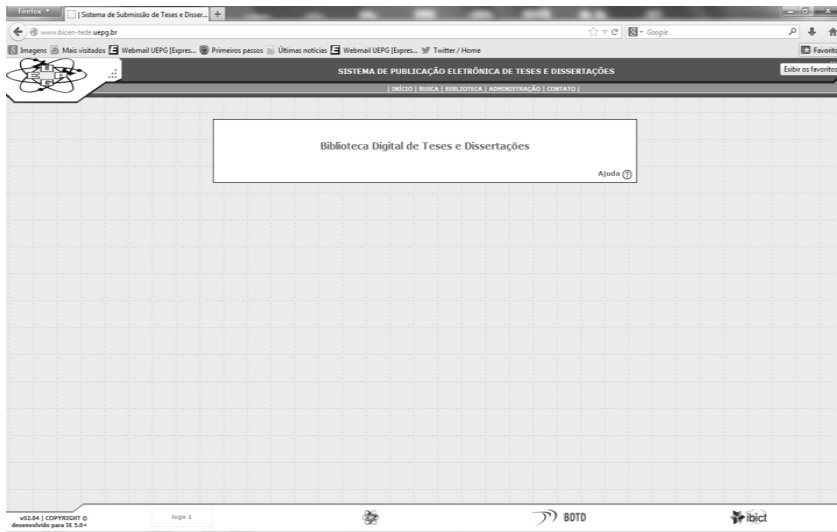 Firefox
| Sistema de Submissão de Teses e Disser...
www.bicen-tede.uepg.br
Google
Imagens Mais visitados Webmail UEPG [Expres... Primeiros passos Últimas notícias Webmail UEPG [Expres... Twitter / Home Favorito
SISTEMA DE PUBLICAÇÃO ELETRÔNICA DE TESES E DISSERTAÇÕES
Exibir os favoritos
| INÍCIO | BUSCA | BIBLIOTECA | ADMINISTRAÇÃO | CONTATO |
UEPG
Biblioteca Digital de Teses e Dissertações
Ajuda ?
vS2.04 | COPYRIGHT ©
desenvolvido para IE 5.0+
logo 1
BDTD
ibict